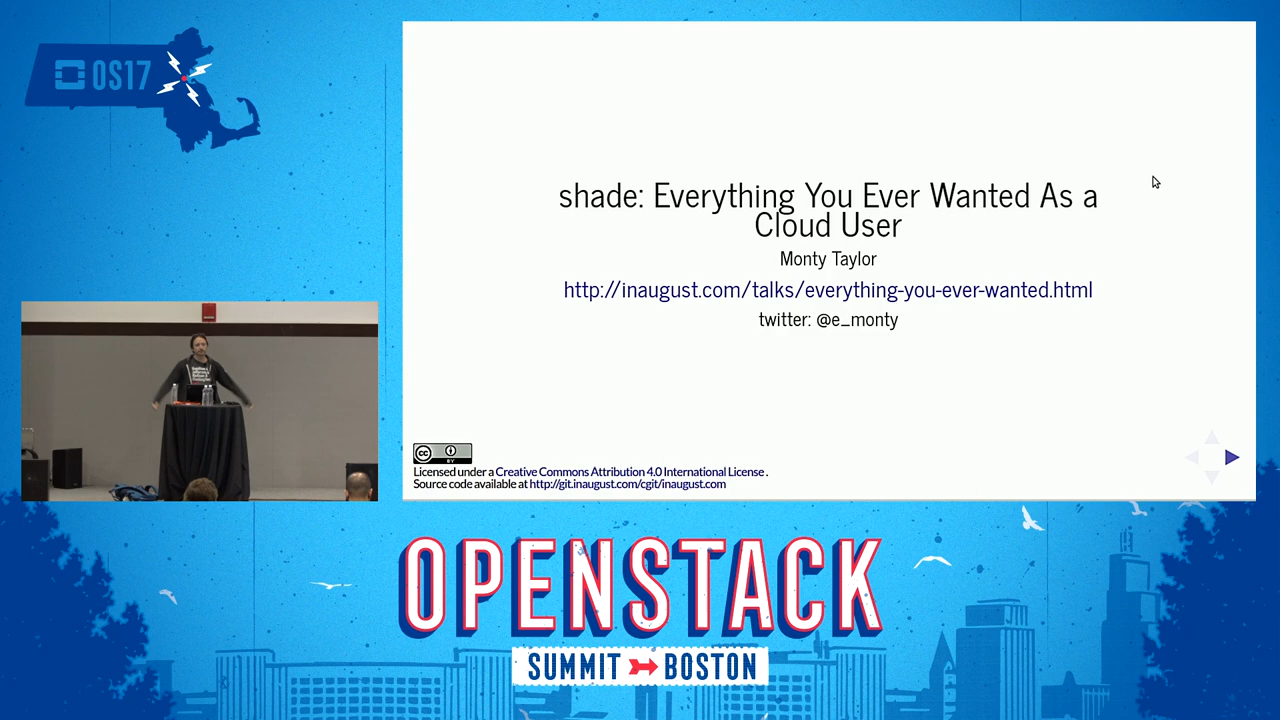 OS17
shade: Everything You Ever Wanted As a
Cloud User
Monty Taylor
http://inaugust.com/talks/everything-you-ever-wanted.html
twitter: @e_monty
cc
BY
Licensed under a Creative Commons Attribution 4.0 International License .
Source code available at http://git.inaugust.com/cgit/inaugust.com
OPENSTACK
SUMMIT BOSTON